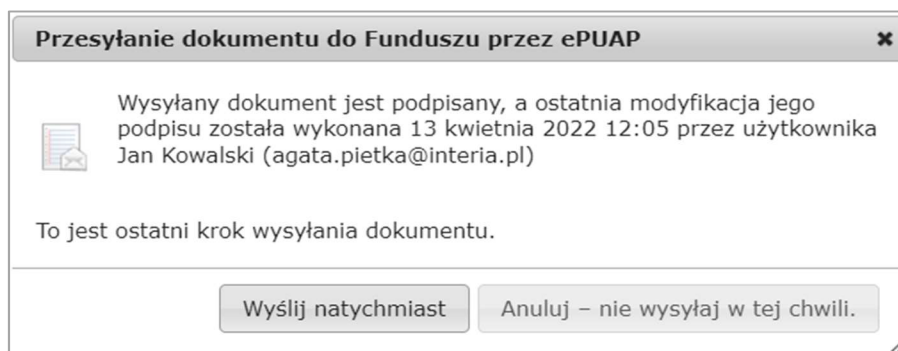 Przesyłanie dokumentu do Funduszu przez ePUAP
Wysyłany dokument jest podpisany, a ostatnia modyfikacja jego
podpisu została wykonana 13 kwietnia 2022 12:05 przez użytkownika
Jan Kowalski (agata.pietka@interia.pl)
To jest ostatni krok wysyłania dokumentu.
Wyślij natychmiast
Anuluj – nie wysyłaj w tej chwili.